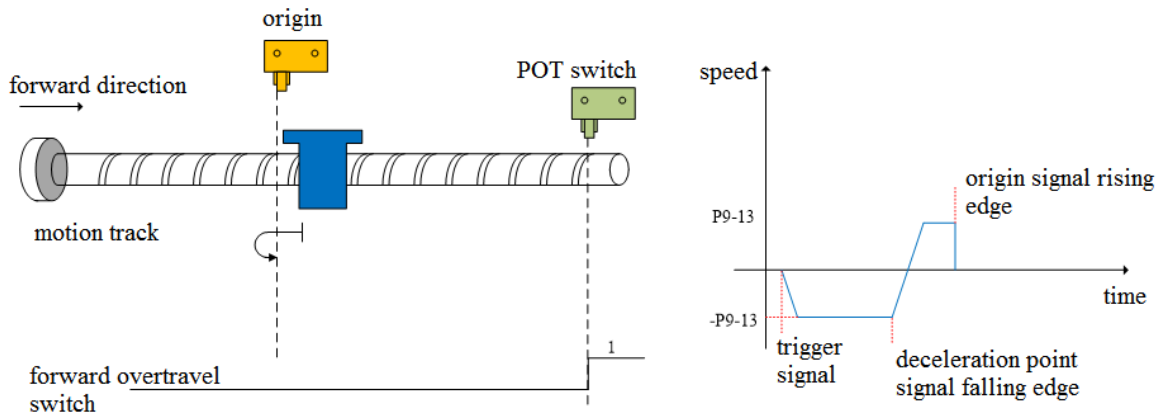 origin
POT switch
forward direction
motion track
1
forward overtravel
switch
speed
origin signal rising
edge
P9-13
time
-P9-13
trigger
signal
deceleration point
signal falling edge